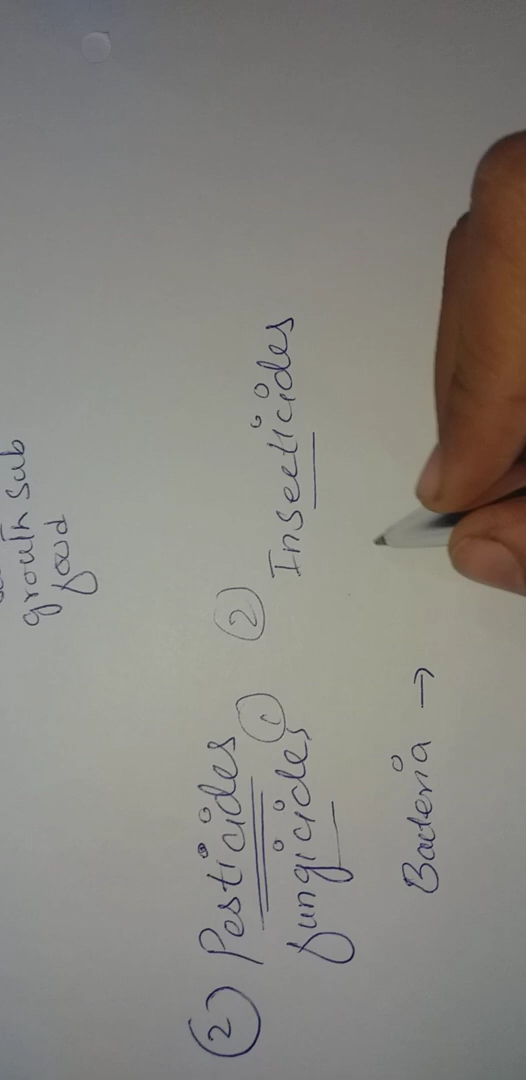 growth sub
food
② Pesticides
① fungicides ② Insecticides
Bacteria →